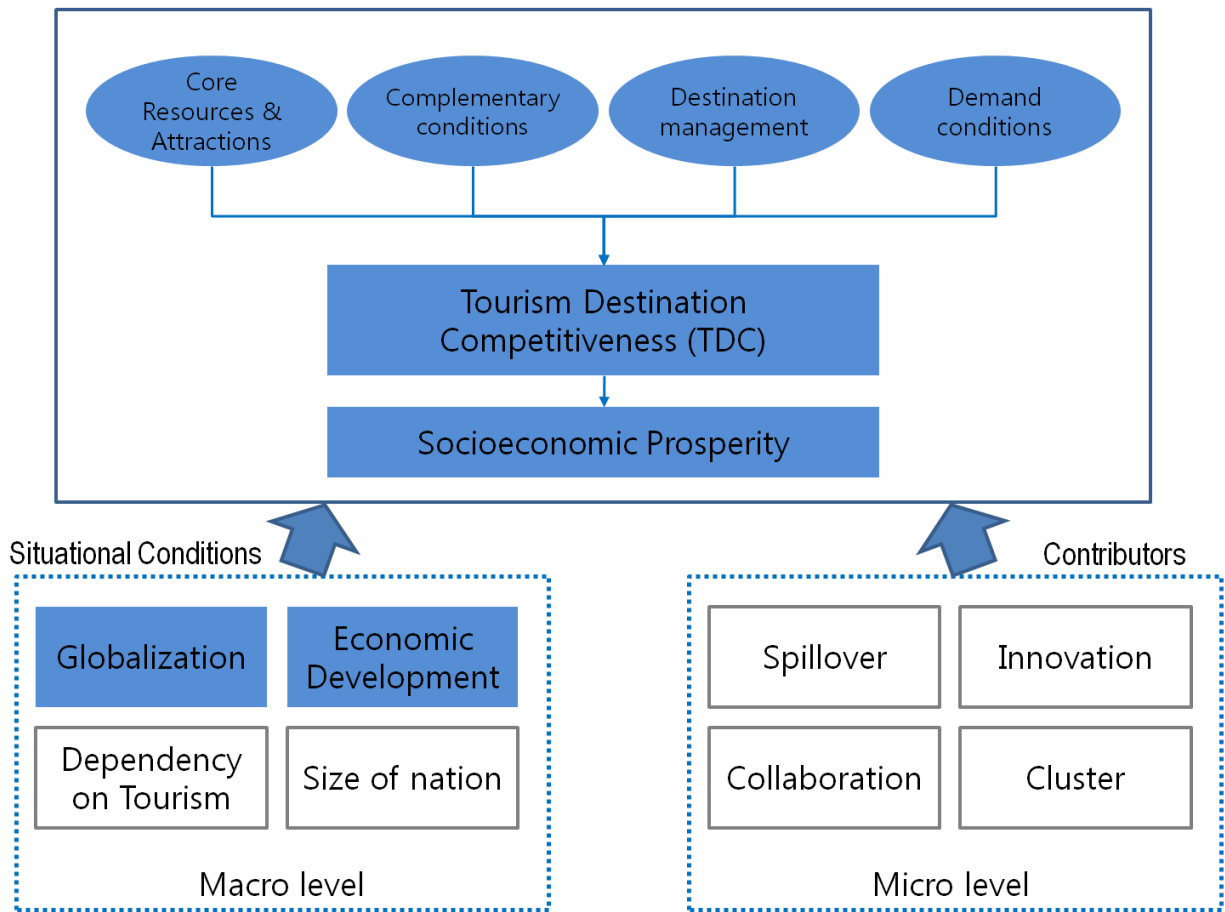 Core
Resources &
Attractions
Complementary
conditions
Destination
management
Demand
conditions
Tourism Destination
Competitiveness (TDC)
Socioeconomic Prosperity
Situational Conditions
Contributors
Globalization
Economic
Development
Dependency
on Tourism
Size of nation
Macro level
Spillover
Innovation
Collaboration
Cluster
Micro level